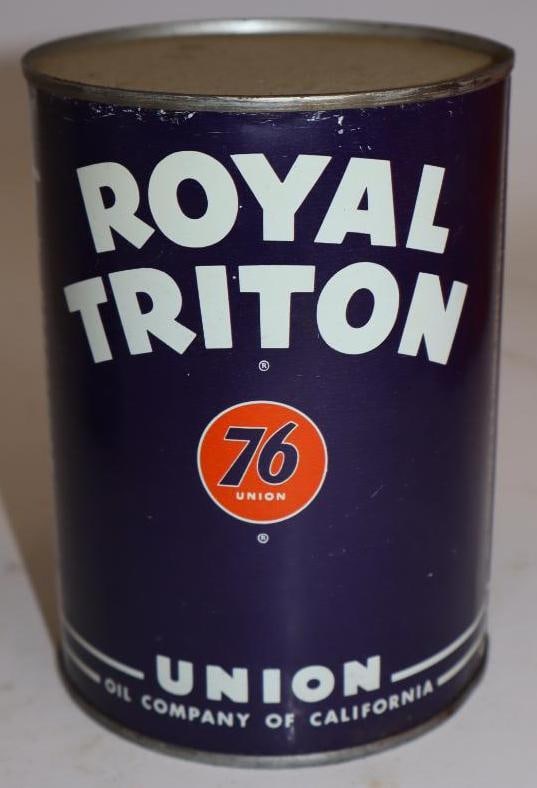 ROYAL
TRITON
®
76
UNION
®
UNION
OIL COMPANY OF CALIFORNIA